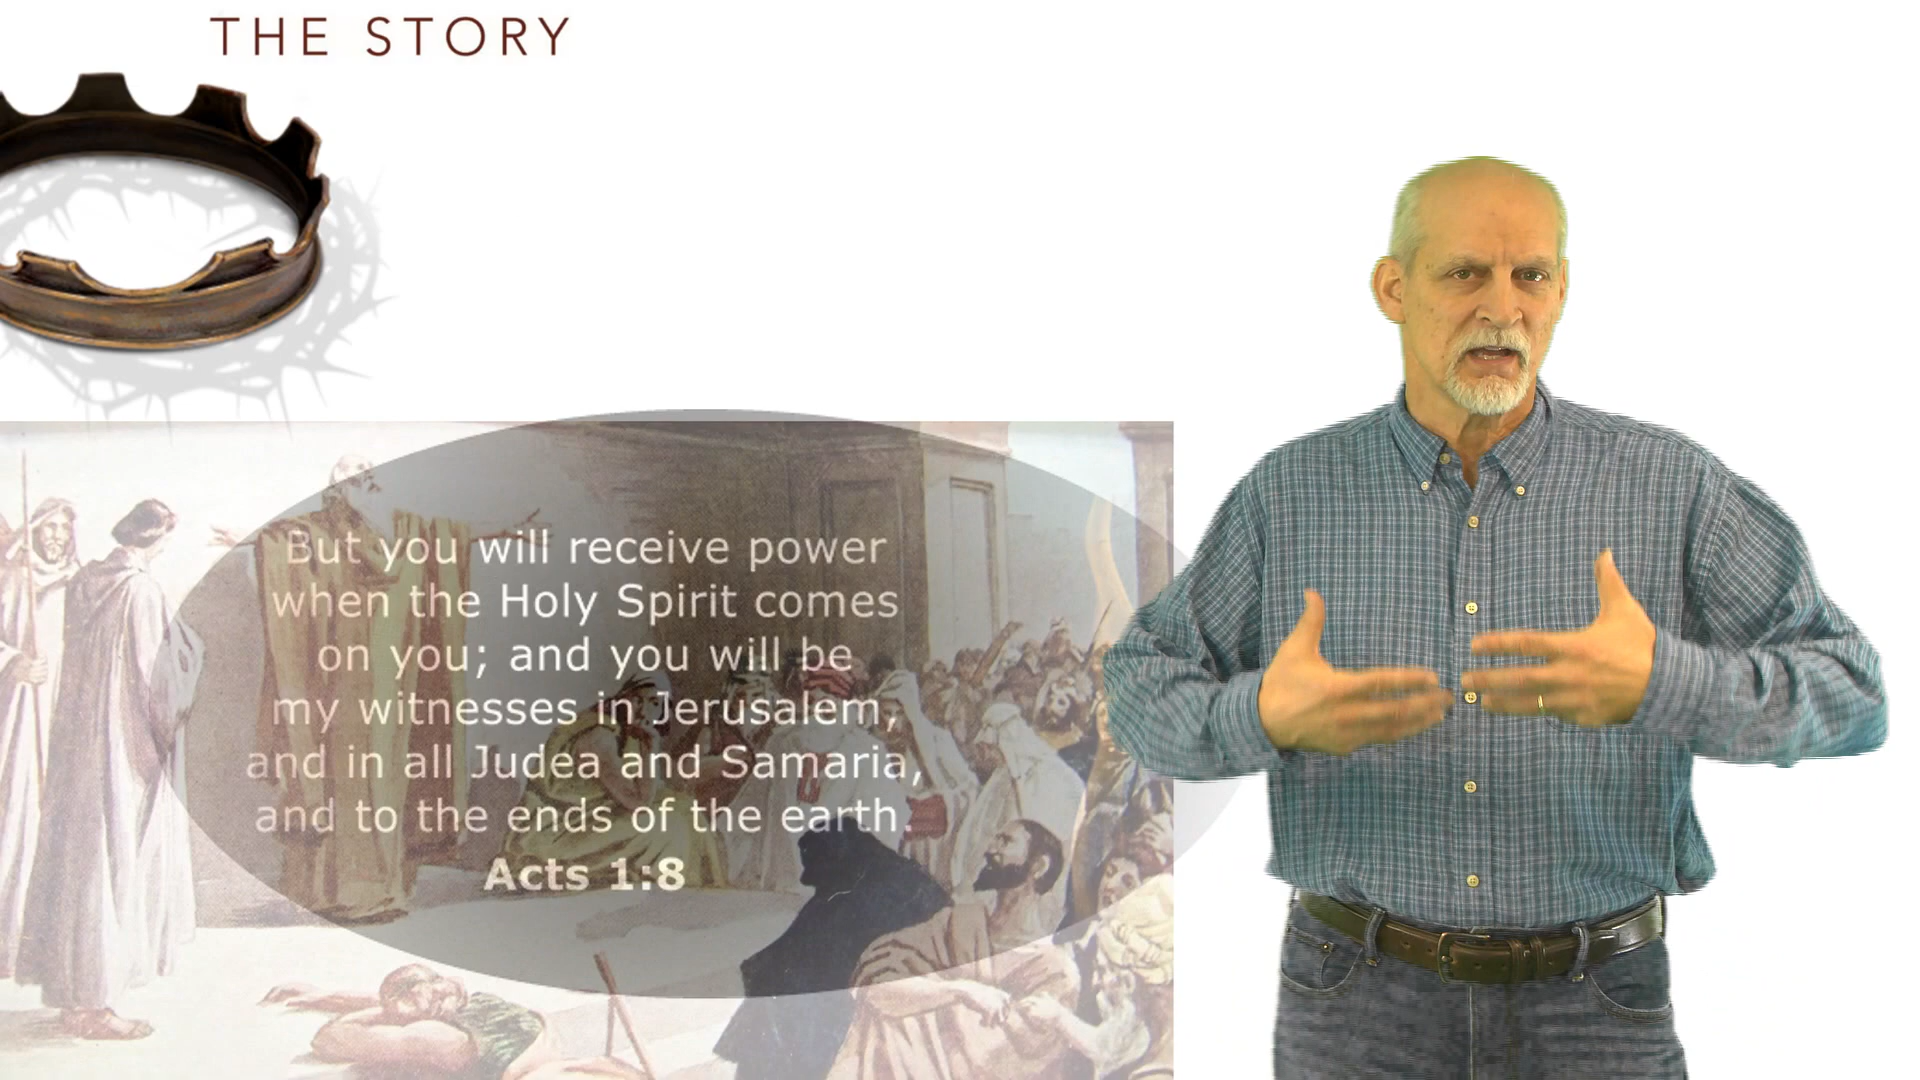 THE STORY
But you will receive power
when the Holy Spirit comes
on you; and you will be
my witnesses in Jerusalem,
and in all Judea and Samaria,
and to the ends of the earth.
Acts 1:8